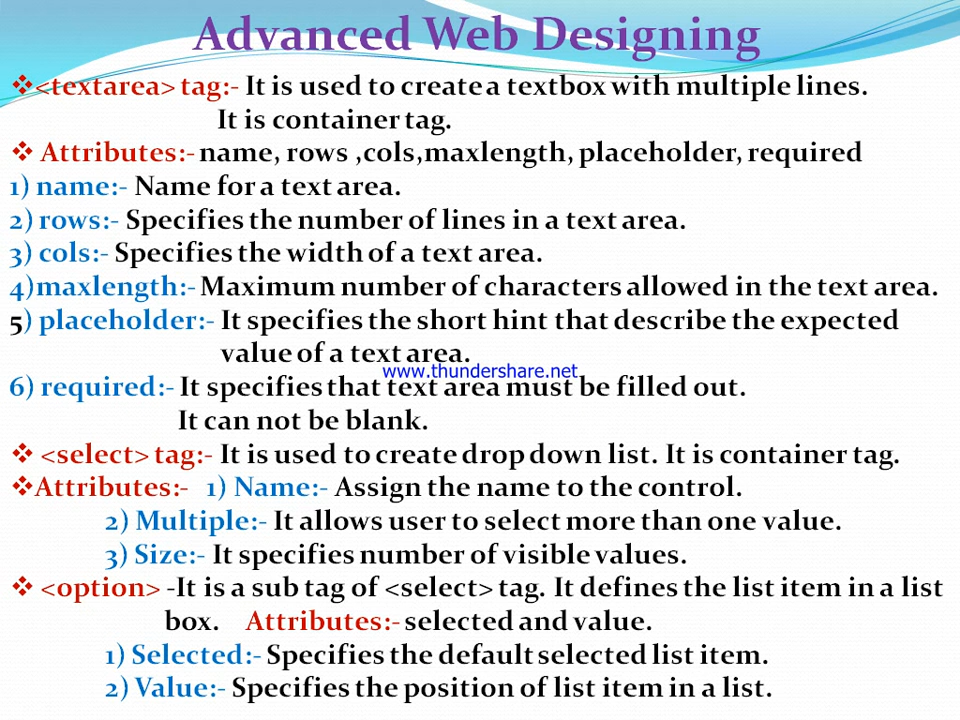 Advanced Web Designing
❖<textarea> tag:- It is used to create a textbox with multiple lines.
It is container tag.
❖ Attributes:- name, rows ,cols,maxlength, placeholder, required
1) name:- Name for a text area.
2) rows:- Specifies the number of lines in a text area.
3) cols:- Specifies the width of a text area.
4)maxlength:- Maximum number of characters allowed in the text area.
5) placeholder:- It specifies the short hint that describe the expected
value of a text area.
www.thundershare.net
6) required:- It specifies that text area must be filled out.
It can not be blank.
❖ <select> tag:- It is used to create drop down list. It is container tag.
❖Attributes:- 1) Name:- Assign the name to the control.
2) Multiple:- It allows user to select more than one value.
3) Size:- It specifies number of visible values.
❖ <option> -It is a sub tag of <select> tag. It defines the list item in a list
box. Attributes:- selected and value.
1) Selected:- Specifies the default selected list item.
2) Value:- Specifies the position of list item in a list.